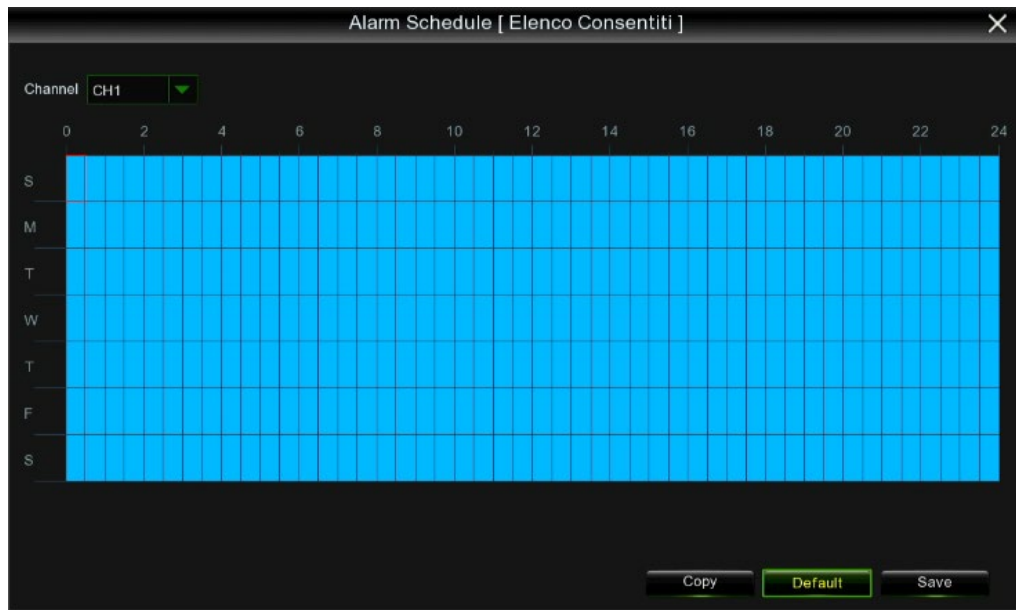 Alarm Schedule [ Elenco Consentiti ]
Channel CH1
0 2 4 6 8 10 12 14 16 18 20 22 24
S
M
T
W
T
F
S
Copy Default Save